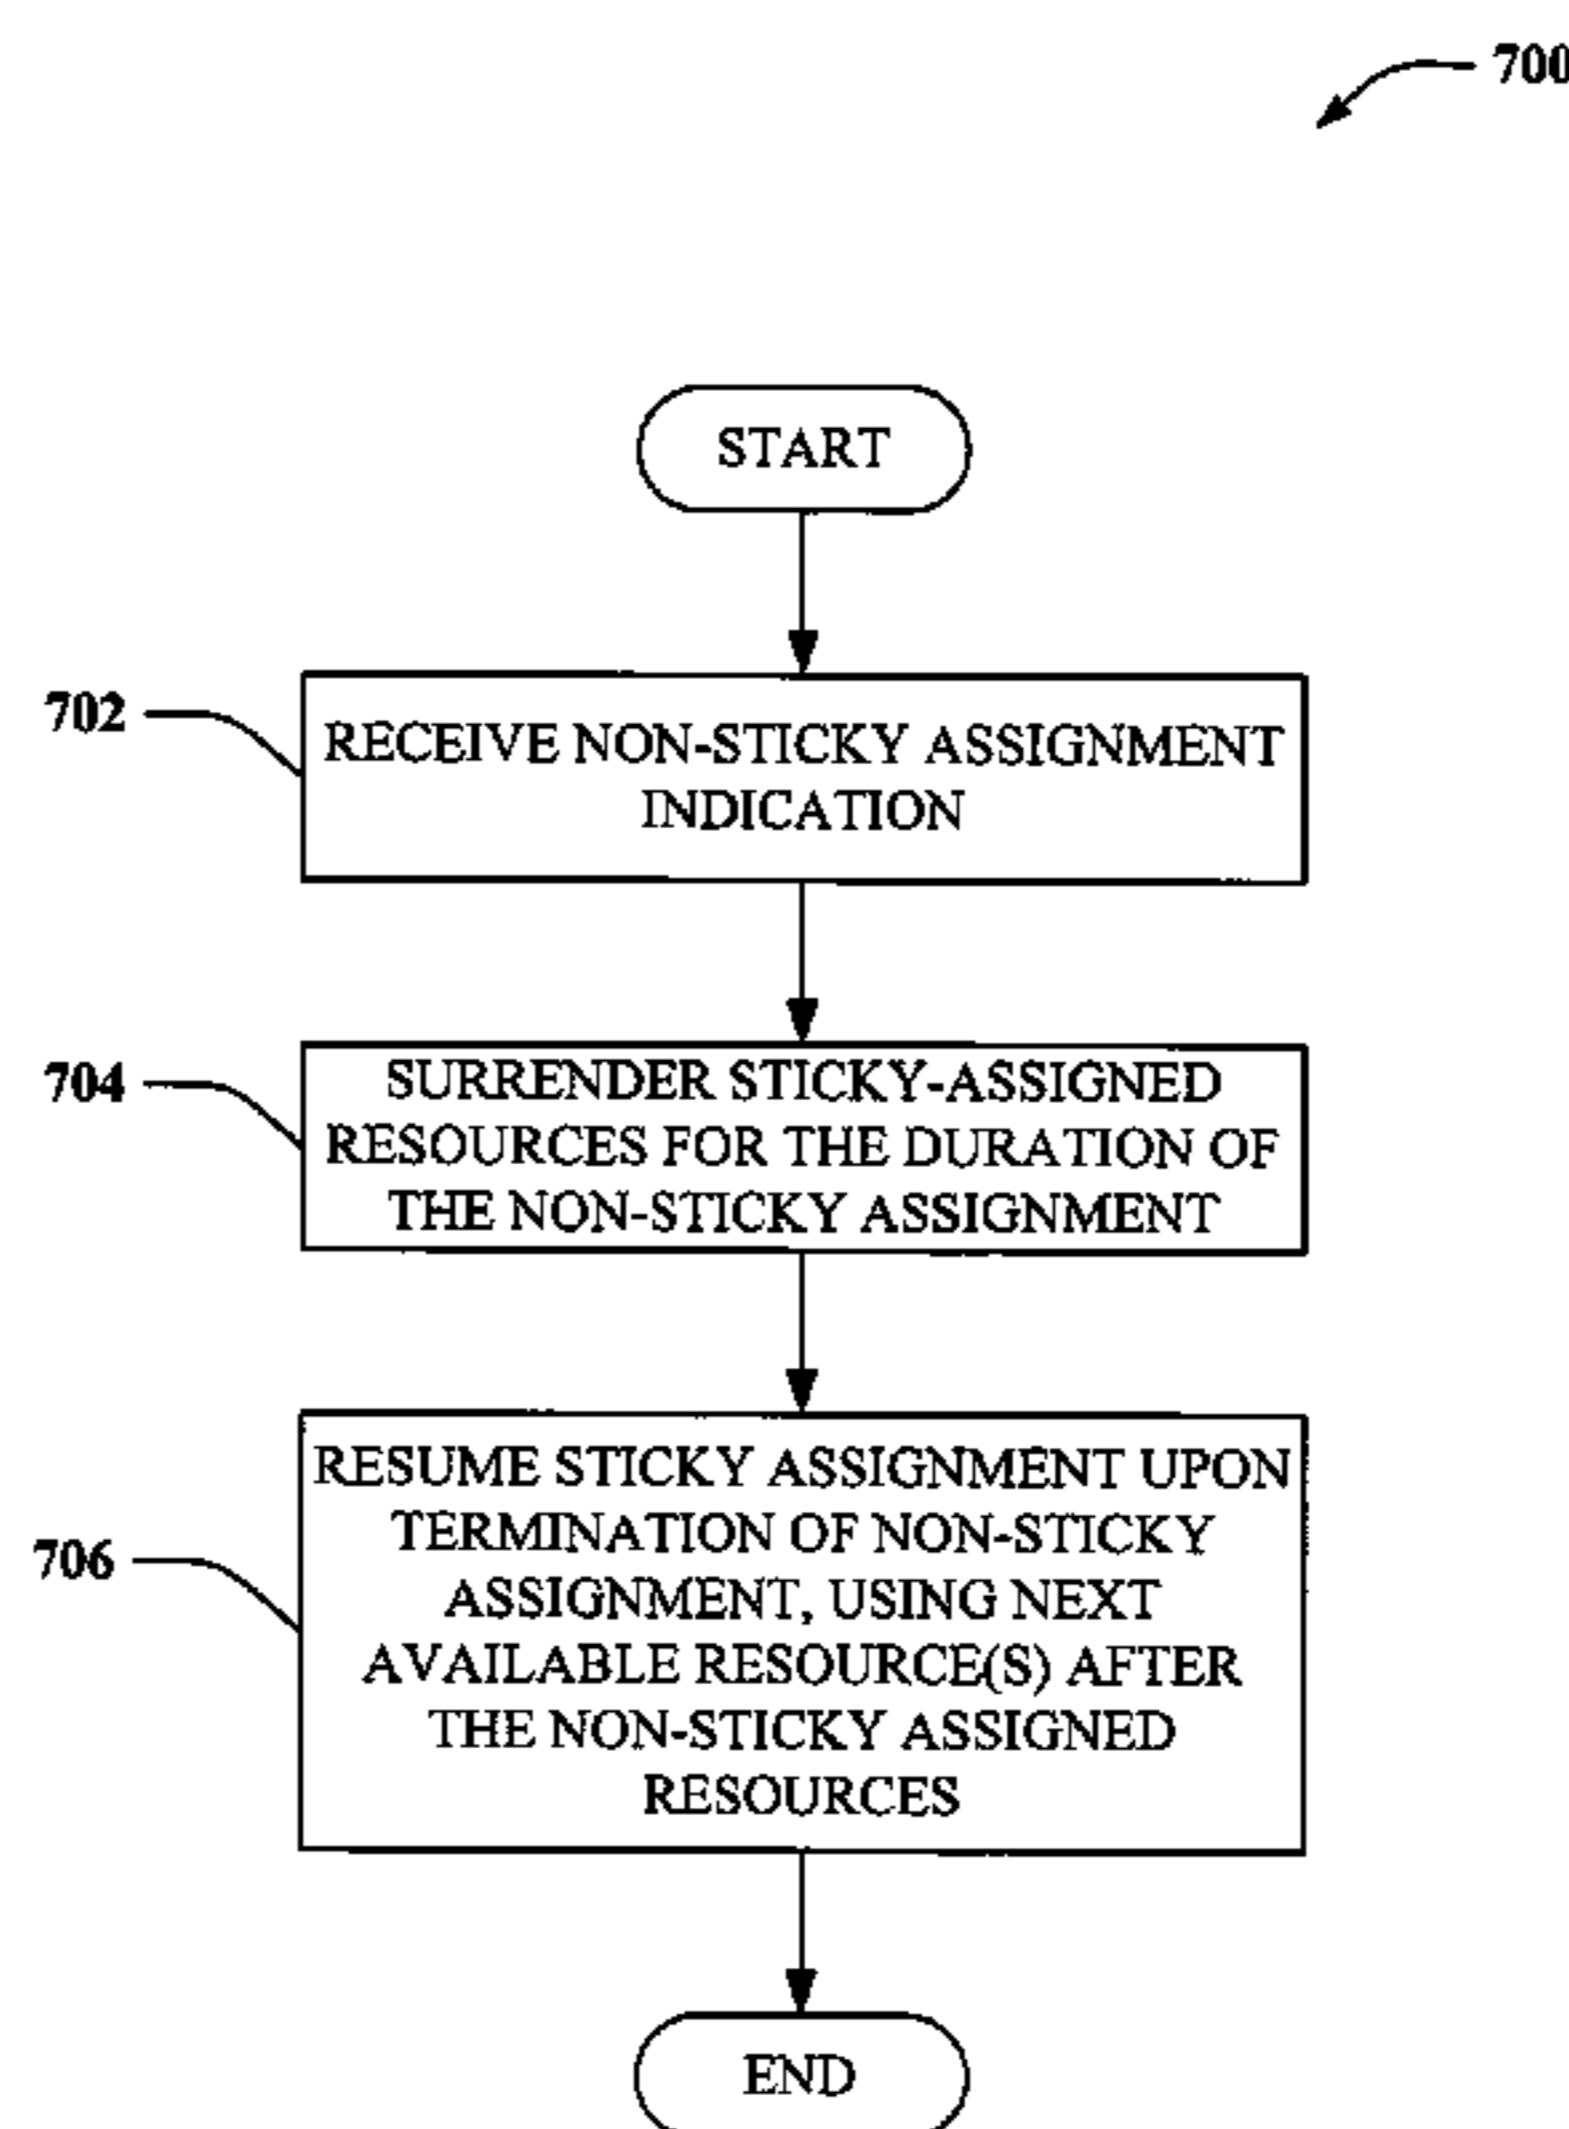 700
START
702
RECEIVE NON-STICKY ASSIGNMENT
INDICATION
704
SURRENDER STICKY-ASSIGNED
RESOURCES FOR THE DURATION OF
THE NON-STICKY ASSIGNMENT
706
RESUME STICKY ASSIGNMENT UPON
TERMINATION OF NON-STICKY
ASSIGNMENT, USING NEXT
AVAILABLE RESOURCE(S) AFTER
THE NON-STICKY ASSIGNED
RESOURCES
END